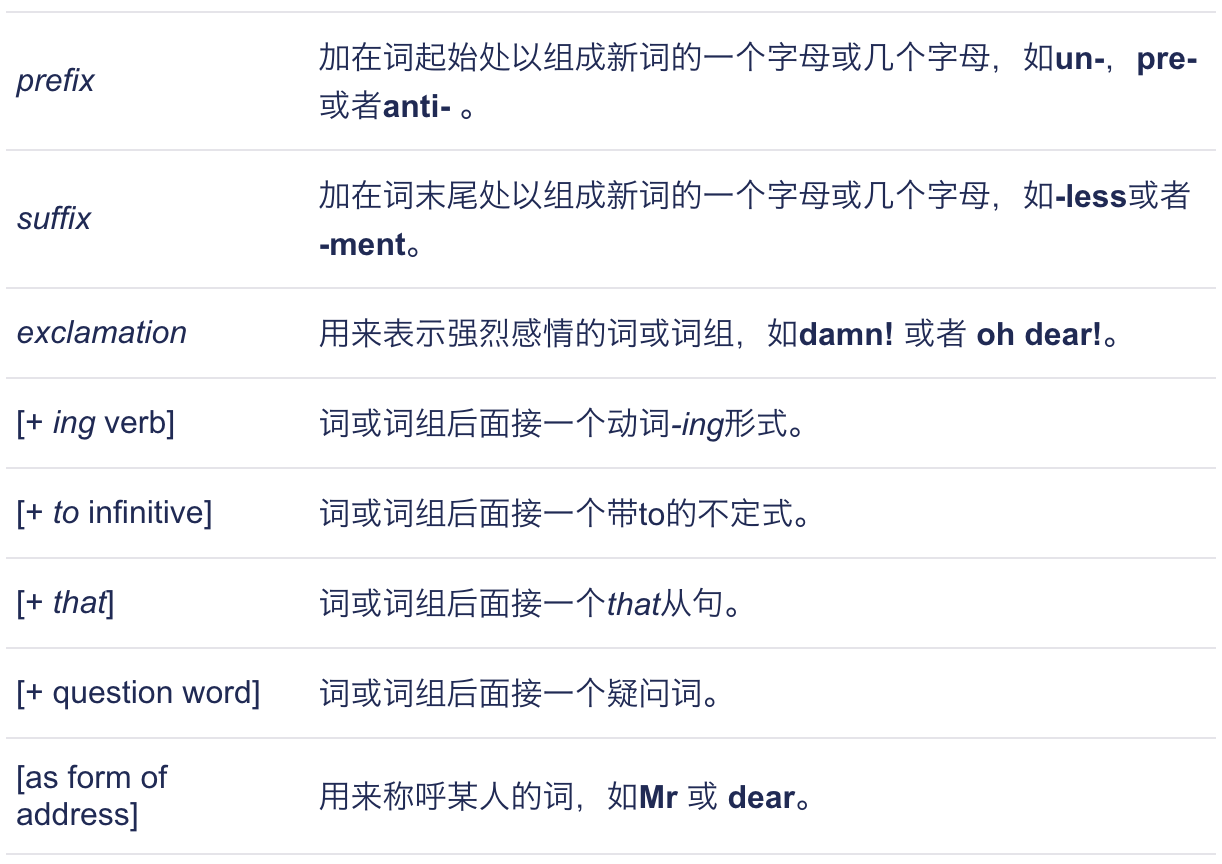 prefix
加在词起始处以组成新词的一个字母或几个字母，如un-，pre-
或者anti- 。
suffix
加在词末尾处以组成新词的一个字母或几个字母，如-less或者
-ment。
exclamation
用来表示强烈感情的词或词组，如damn! 或者 oh dear!。
[+ ing verb]
词或词组后面接一个动词-ing形式。
[+ to infinitive]
词或词组后面接一个带to的不定式。
[+ that]
词或词组后面接一个that从句。
[+ question word]
词或词组后面接一个疑问词。
[as form of
address]
用来称呼某人的词，如Mr 或 dear。